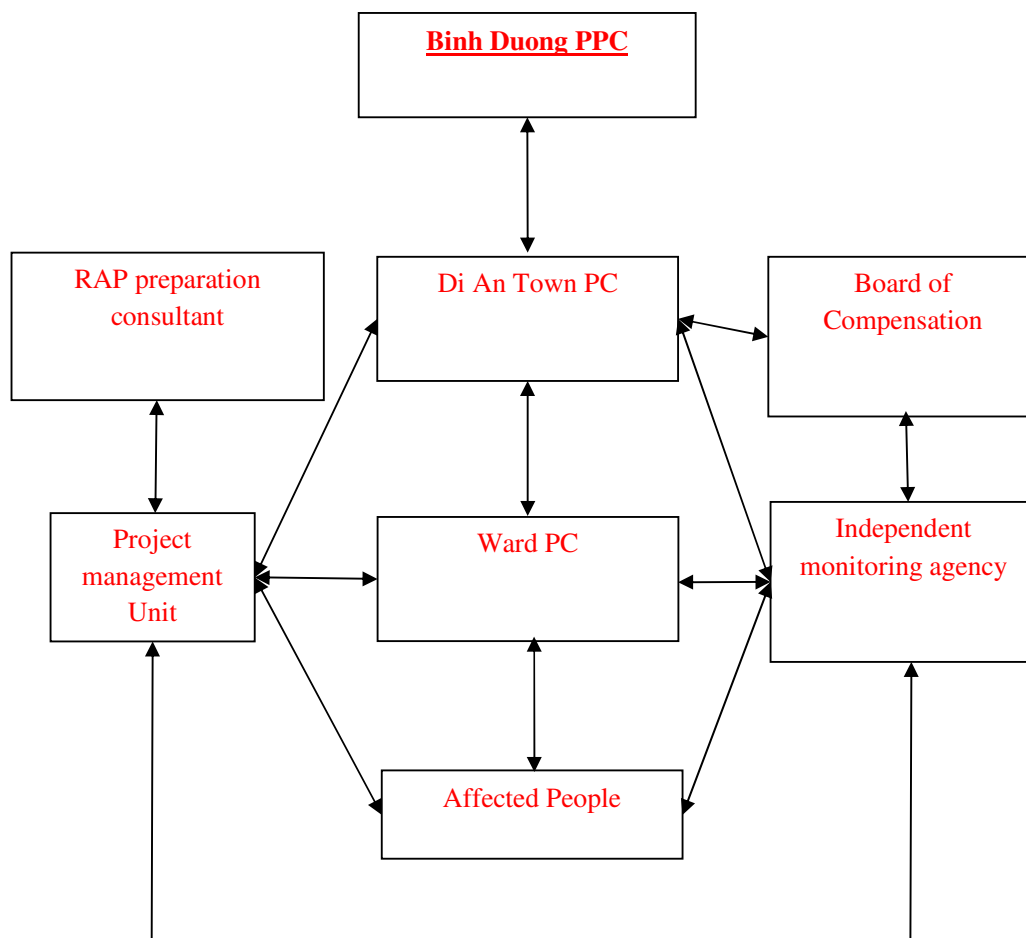 Binh Duong PPC
RAP preparation
consultant
Di An Town PC
Board of
Compensation
Project
management
Unit
Ward PC
Independent
monitoring agency
Affected People